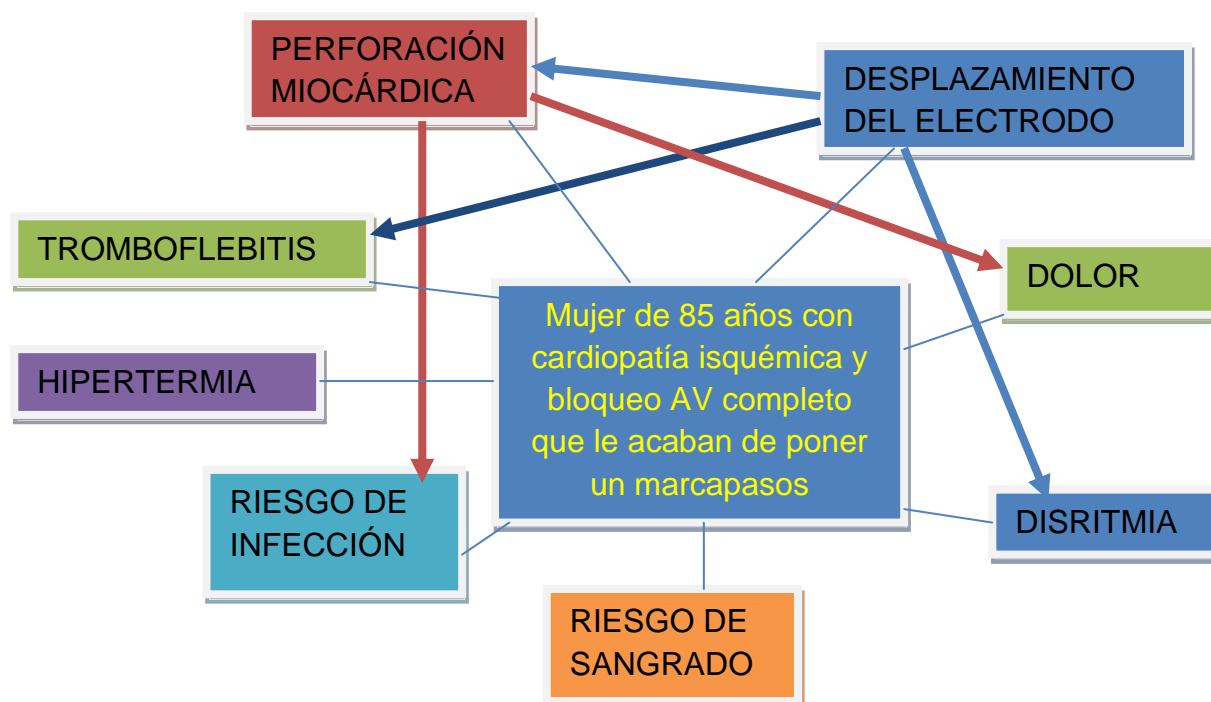 PERFORACIÓN
MIOCÁRDICA
DESPLAZAMIENTO
DEL ELECTRODO
TROMBOFLEBITIS
DOLOR
Mujer de 85 años con
cardiopatía isquémica y
bloqueo AV completo
que le acaban de poner
un marcapasos
HIPERTERMIA
RIESGO DE
INFECCIÓN
DISRITMIA
RIESGO DE
SANGRADO